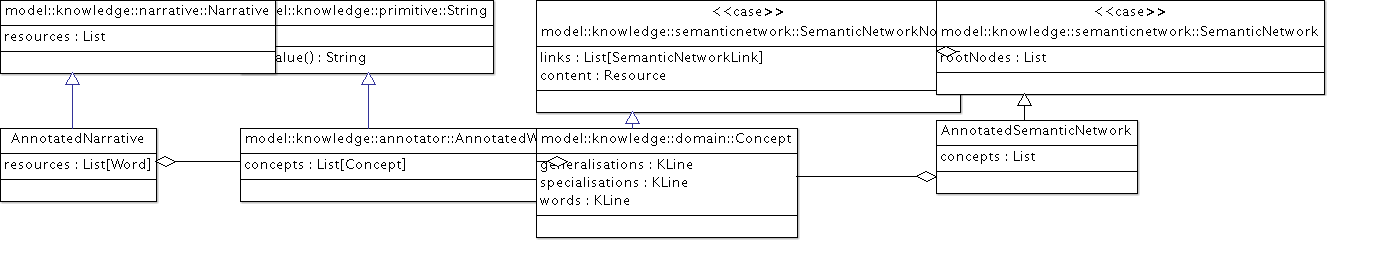 model::knowledge::narrative::Narrative
resources : List
el::knowledge::primitive::String
alue() : String
<<case>>
model::knowledge::semanticnetwork::SemanticNetworkNo
links : List[SemanticNetworkLink]
content : Resource
<<case>>
model::knowledge::semanticnetwork::SemanticNetwork
rootNodes : List
AnnotatedNarrative
resources : List[Word]
model::knowledge::annotator::AnnotatedW
concepts : List[Concept]
model::knowledge::domain::Concept
generalisations : KLine
specialisations : KLine
words : KLine
AnnotatedSemanticNetwork
concepts : List